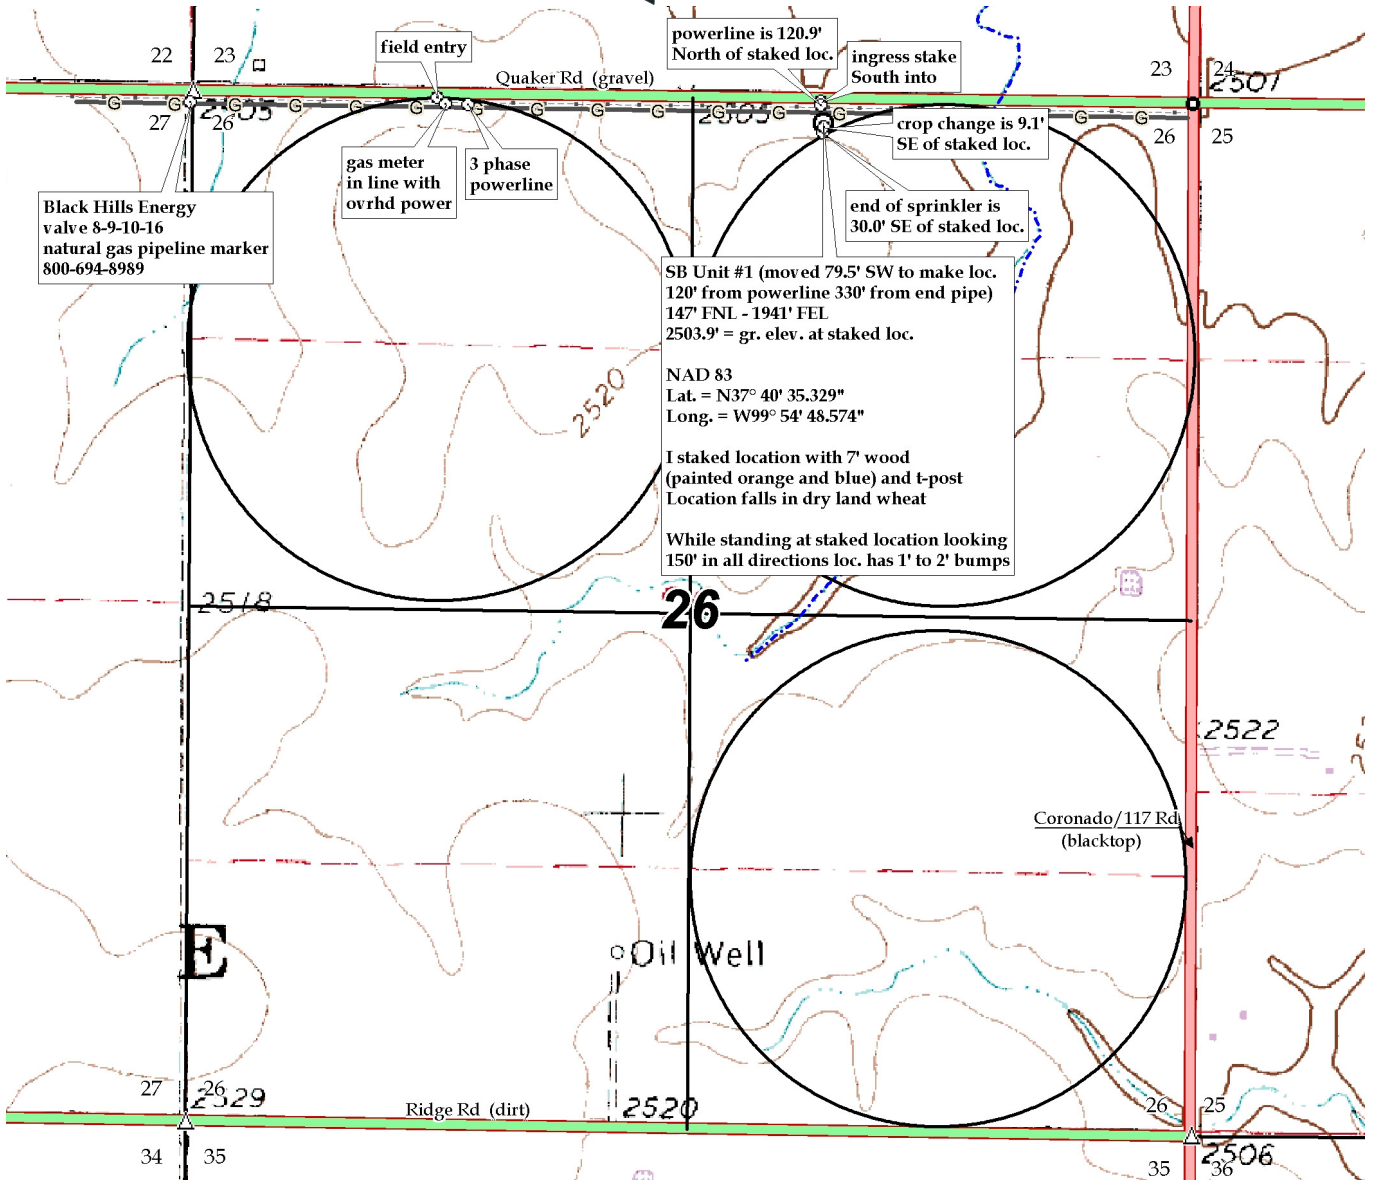 powerline is 120.9'
North of staked loc.
ingress stake
South into
field entry
22
23
Quaker Rd (gravel)
23
24
2501
G G G G G G G G G G G G G G G
27
26
26
25
crop change is 9.1'
SE of staked loc.
gas meter
in line with
ovrhd power
3 phase
powerline
Black Hills Energy
valve 8-9-10-16
natural gas pipeline marker
800-694-8989
end of sprinkler is
30.0' SE of staked loc.
SB Unit #1 (moved 79.5' SW to make loc.
120' from powerline 330' from end pipe)
147' FNL - 1941' FEL
2503.9' = gr. elev. at staked loc.
NAD 83
Lat. = N37° 40' 35.329"
Long. = W99° 54' 48.574"
I staked location with 7' wood
(painted orange and blue) and t-post
Location falls in dry land wheat
While standing at staked location looking
150' in all directions loc. has 1' to 2' bumps
2520
2518
26
2522
Coronado/117 Rd
(blacktop)
E
Oil Well
27
26
2529
Ridge Rd (dirt)
2520
26
25
34
35
35
36
2506